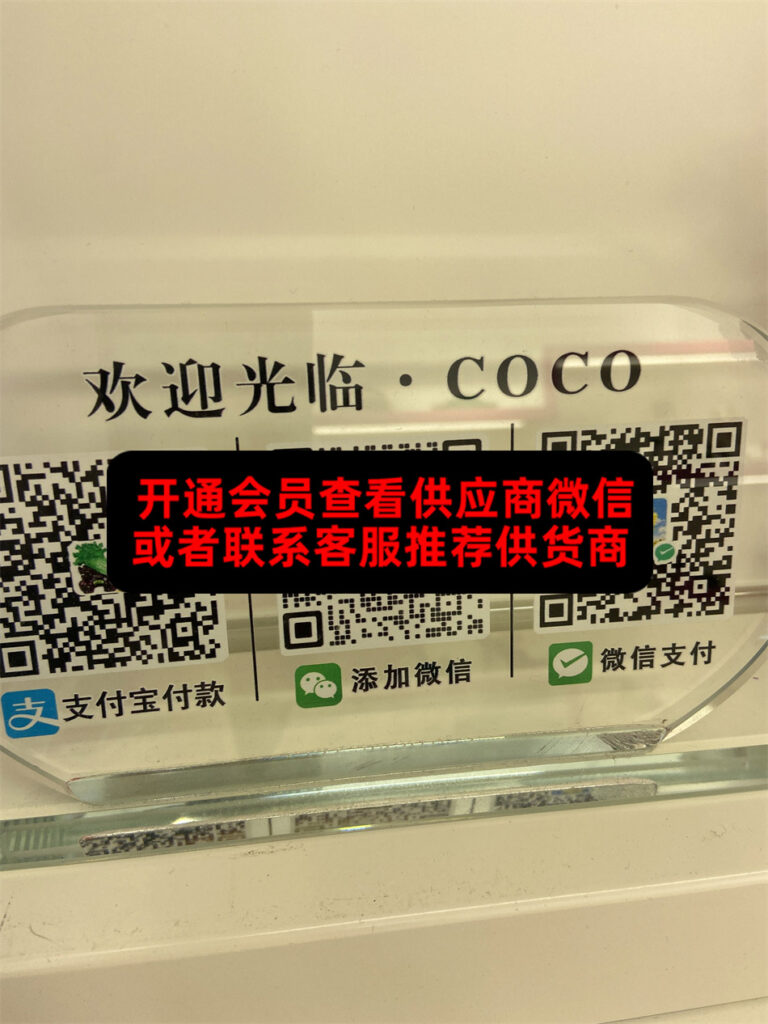 欢迎光临·COCO
开通会员查看供应商微信
或者联系客服推荐供货商
支 支付宝付款
添加微信
微信支付